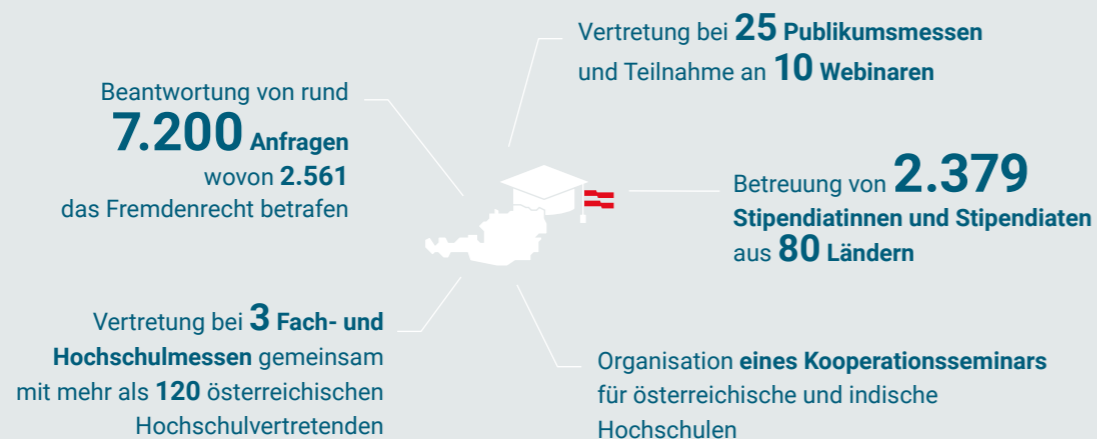 Vertretung bei 25 Publikumsmessen
und Teilnahme an 10 Webinaren
Beantwortung von rund
7.200 Anfragen
wovon 2.561
das Fremdenrecht betrafen
Betreuung von 2.379
Stipendiatinnen und Stipendiaten
aus 80 Ländern
Vertretung bei 3 Fach- und
Hochschulmessen gemeinsam
mit mehr als 120 österreichischen
Hochschulvertretenden
Organisation eines Kooperationsseminars
für österreichische und indische
Hochschulen